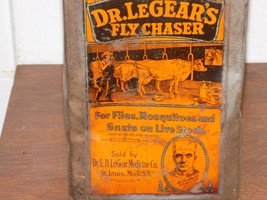 DR. LEGEAR'S
FLY CHASER
For Flies, Mosquitoes and
Gnats on Live Stock
Sold by
Dr. L. D. LeGear Medicine Co.
St. Louis, Mo. U.S.A.